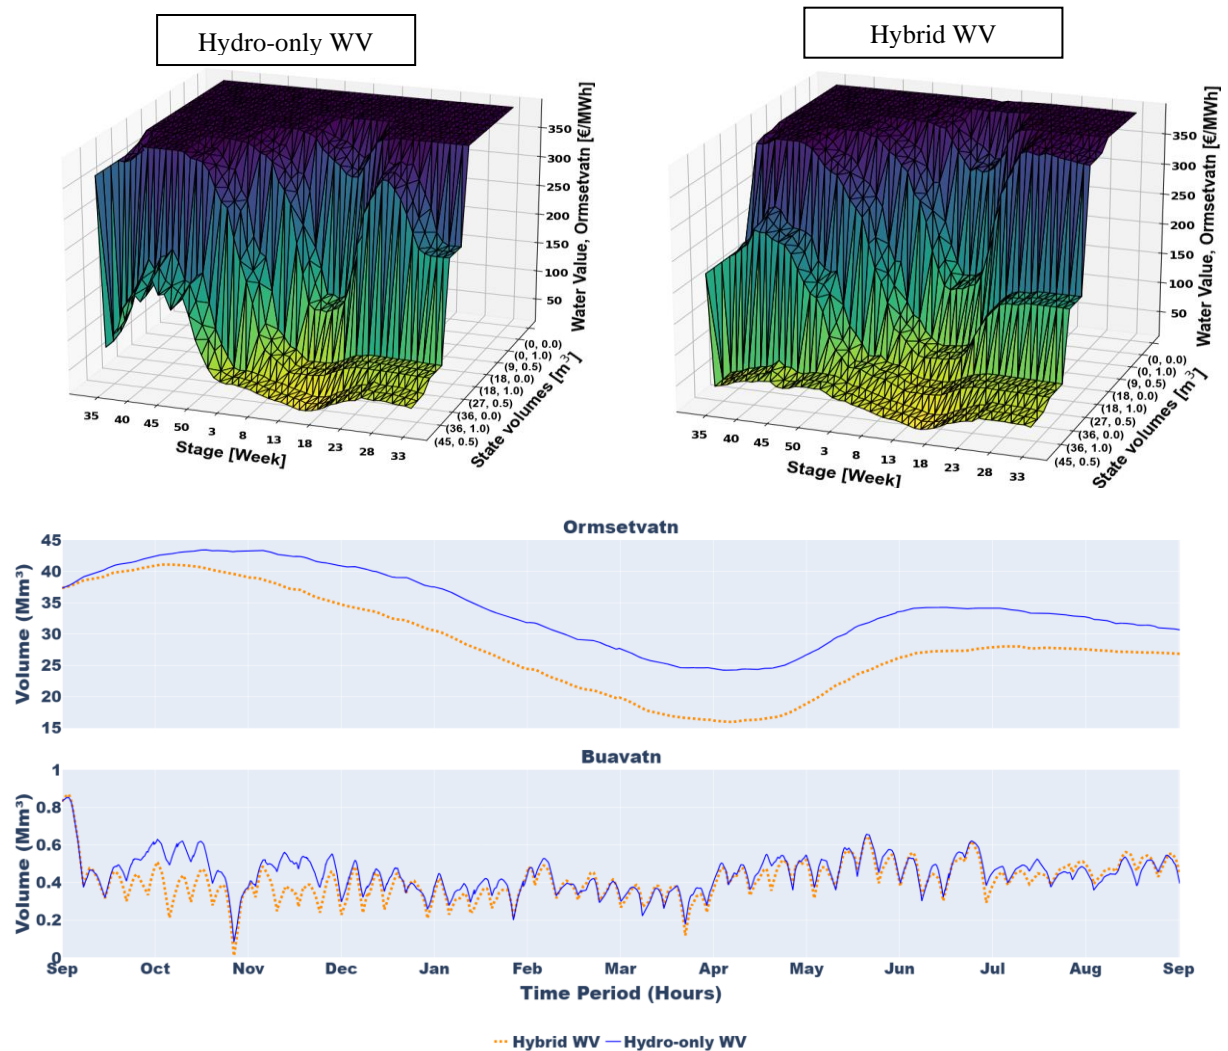 Hydro-only WV
Hybrid WV
350
300
250
200
150
100
50
Water Value, Ormsetvatn [€/MWh]
(0, 0.0)
(0, 1.0)
(9, 0.5)
(18, 0.0)
(18, 1.0)
(27, 0.5)
(36, 0.0)
(36, 1.0)
(45, 0.5)
State volumes [m³]
35 40 45 50 3 8 13 18 23 28 33
Stage [Week]
350
300
250
200
150
100
50
Water Value, Ormsetvatn [€/MWh]
(0, 0.0)
(0, 1.0)
(9, 0.5)
(18, 0.0)
(18, 1.0)
(27, 0.5)
(36, 0.0)
(36, 1.0)
(45, 0.5)
State volumes [m³]
35 40 45 50 3 8 13 18 23 28 33
Stage [Week]
Ormsetvatn
45
40
35
30
25
20
15
Volume (Mm³)
Buavatn
1
0.8
0.6
0.4
0.2
0
Volume (Mm³)
Sep Oct Nov Dec Jan Feb Mar Apr May Jun Jul Aug Sep
Time Period (Hours)
Hybrid WV Hydro-only WV